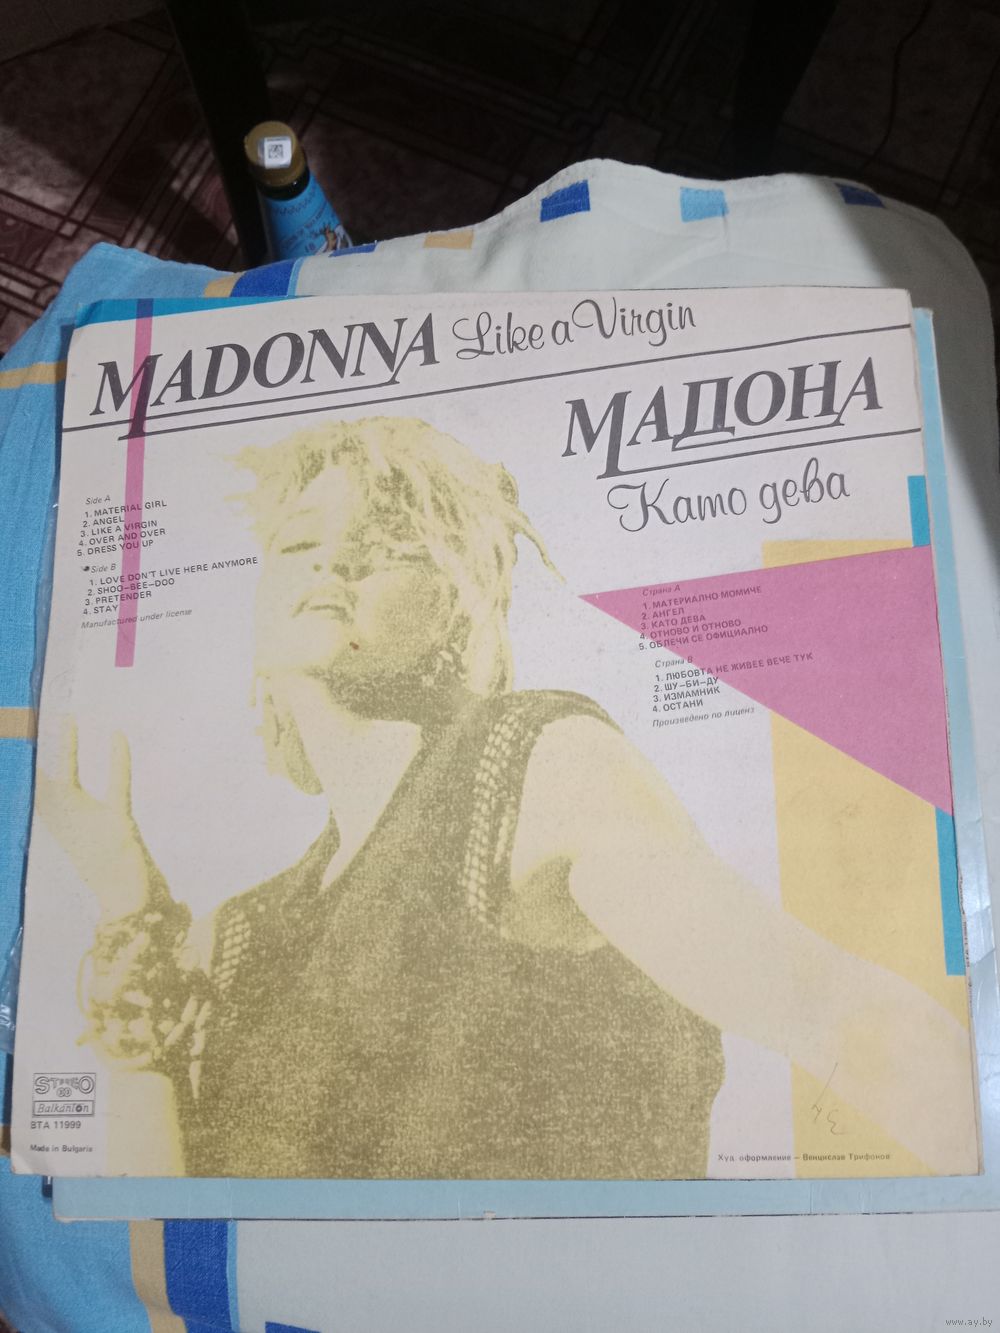 MADONNA Like a Virgin
МАДОНА
Като дева
Side A
1. MATERIAL GIRL
2. ANGEL
3. LIKE A VIRGIN
4. OVER AND OVER
5. DRESS YOU UP
Side B
1. LOVE DON'T LIVE HERE ANYMORE
2. SHOO-BEE-DOO
3. PRETENDER
4. STAY
Manufactured under license
Страна А
1. МАТЕРИАЛНО МОМИЧЕ
2. АНГЕЛ
3. КАТО ДЕВА
4. ОТНОВО И ОТНОВО
5. ОБЛЕЧИ СЕ ОФИЦИАЛНО
Страна В
1. ЛЮБОВТА НЕ ЖИВЕЕ ВЕЧЕ ТУК
2. ШУ-БИ-ДУ
3. ИЗМАМНИК
4. ОСТАНИ
Произведено по лиценз
STEREO
Balkanton
ВТА 11999
Made in Bulgaria
Худ. оформление - Венцислав Трифонов
www.ay.by